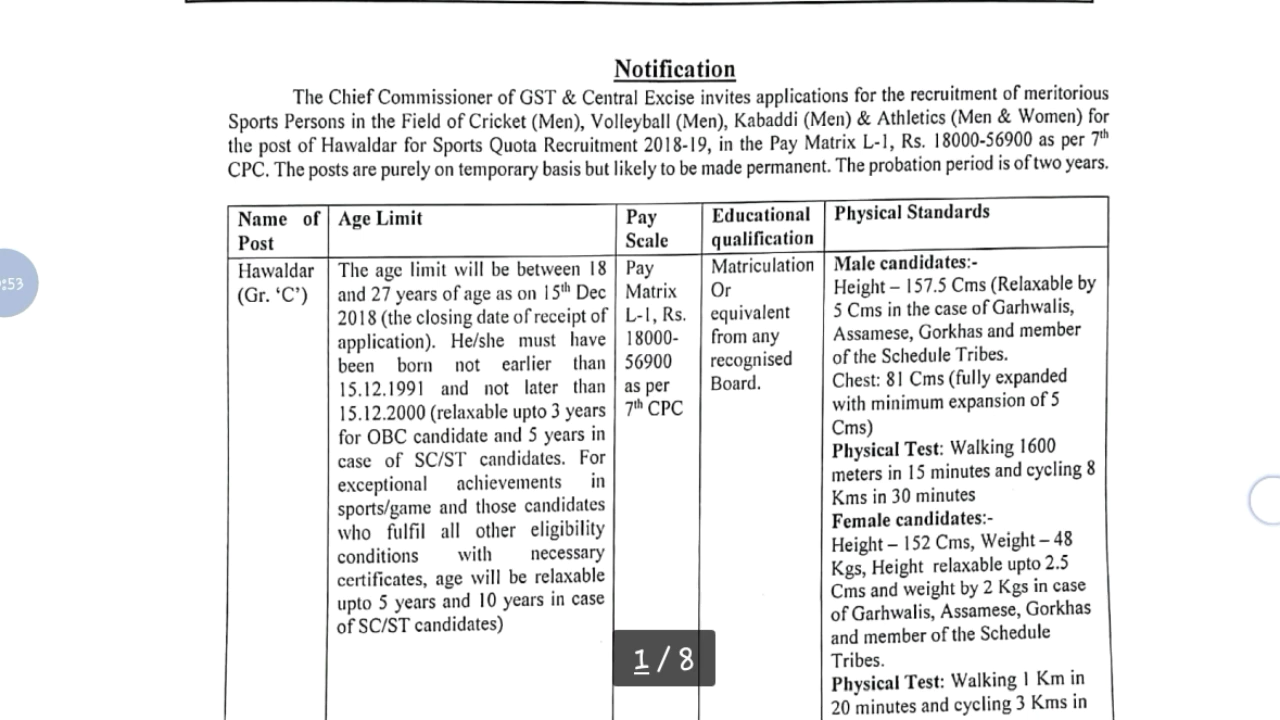 Notification
The Chief Commissioner of GST & Central Excise invites applications for the recruitment of meritorious
Sports Persons in the Field of Cricket (Men), Volleyball (Men), Kabaddi (Men) & Athletics (Men & Women) for
the post of Hawaldar for Sports Quota Recruitment 2018-19, in the Pay Matrix L-1, Rs. 18000-56900 as per 7th
CPC. The posts are purely on temporary basis but likely to be made permanent. The probation period is of two years.
Name of
Post
Age Limit
Pay
Scale
Educational
qualification
Physical Standards
Hawaldar
(Gr. ‘C’)
The age limit will be between 18
and 27 years of age as on 15th Dec
2018 (the closing date of receipt of
application). He/she must have
been born not earlier than
15.12.1991 and not later than
15.12.2000 (relaxable upto 3 years
for OBC candidate and 5 years in
case of SC/ST candidates. For
exceptional achievements in
sports/game and those candidates
who fulfil all other eligibility
conditions with necessary
certificates, age will be relaxable
upto 5 years and 10 years in case
of SC/ST candidates)
Pay
Matrix
L-1, Rs.
18000-
56900
as per
7th CPC
Matriculation
Or
equivalent
from any
recognised
Board.
Male candidates:-
Height – 157.5 Cms (Relaxable by
5 Cms in the case of Garhwalis,
Assamese, Gorkhas and member
of the Schedule Tribes.
Chest: 81 Cms (fully expanded
with minimum expansion of 5
Cms)
Physical Test: Walking 1600
meters in 15 minutes and cycling 8
Kms in 30 minutes
Female candidates:-
Height – 152 Cms, Weight – 48
Kgs, Height relaxable upto 2.5
Cms and weight by 2 Kgs in case
of Garhwalis, Assamese, Gorkhas
and member of the Schedule
Tribes.
Physical Test: Walking 1 Km in
20 minutes and cycling 3 Kms in
1 / 8
:53